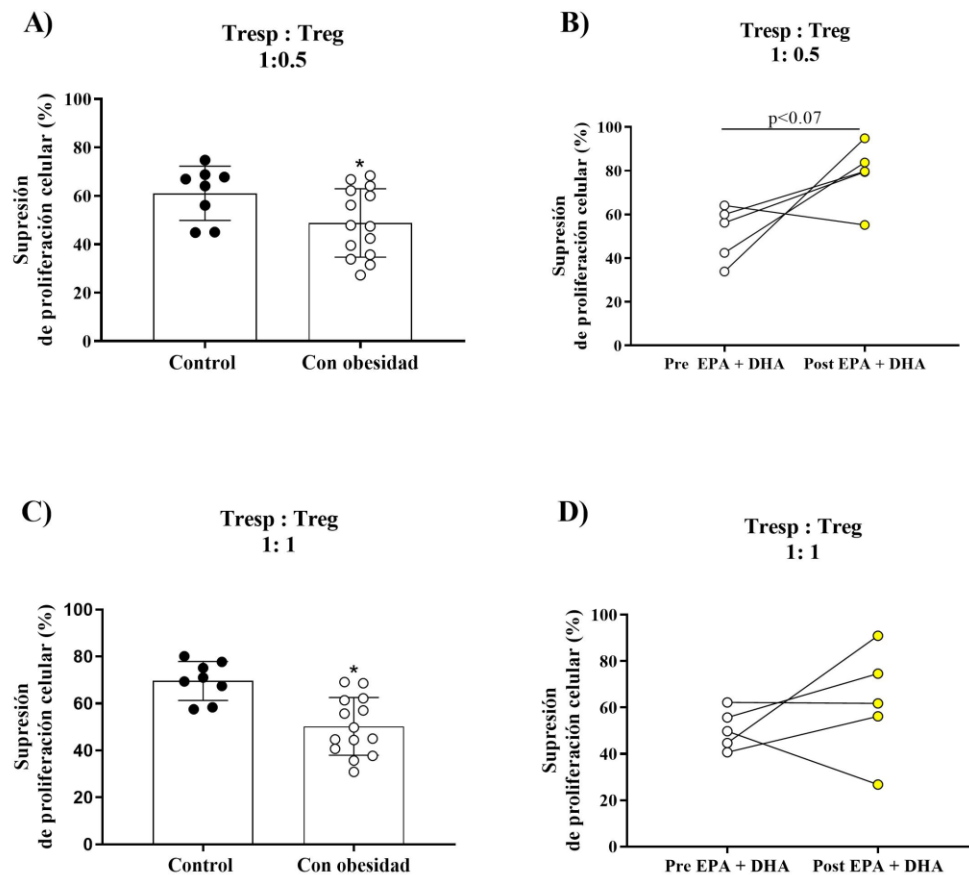 A)
Tresp : Treg
1:0.5
Supresión
de proliferación celular (%)
100
80
60
40
20
0
*
Control
Con obesidad
B)
Tresp : Treg
1: 0.5
p<0.07
Supresión
de proliferación celular (%)
100
80
60
40
20
0
Pre EPA + DHA
Post EPA + DHA
C)
Tresp : Treg
1: 1
Supresión
de proliferación celular (%)
100
80
60
40
20
0
*
Control
Con obesidad
D)
Tresp : Treg
1: 1
Supresión
de proliferación celular (%)
100
80
60
40
20
0
Pre EPA + DHA
Post EPA + DHA